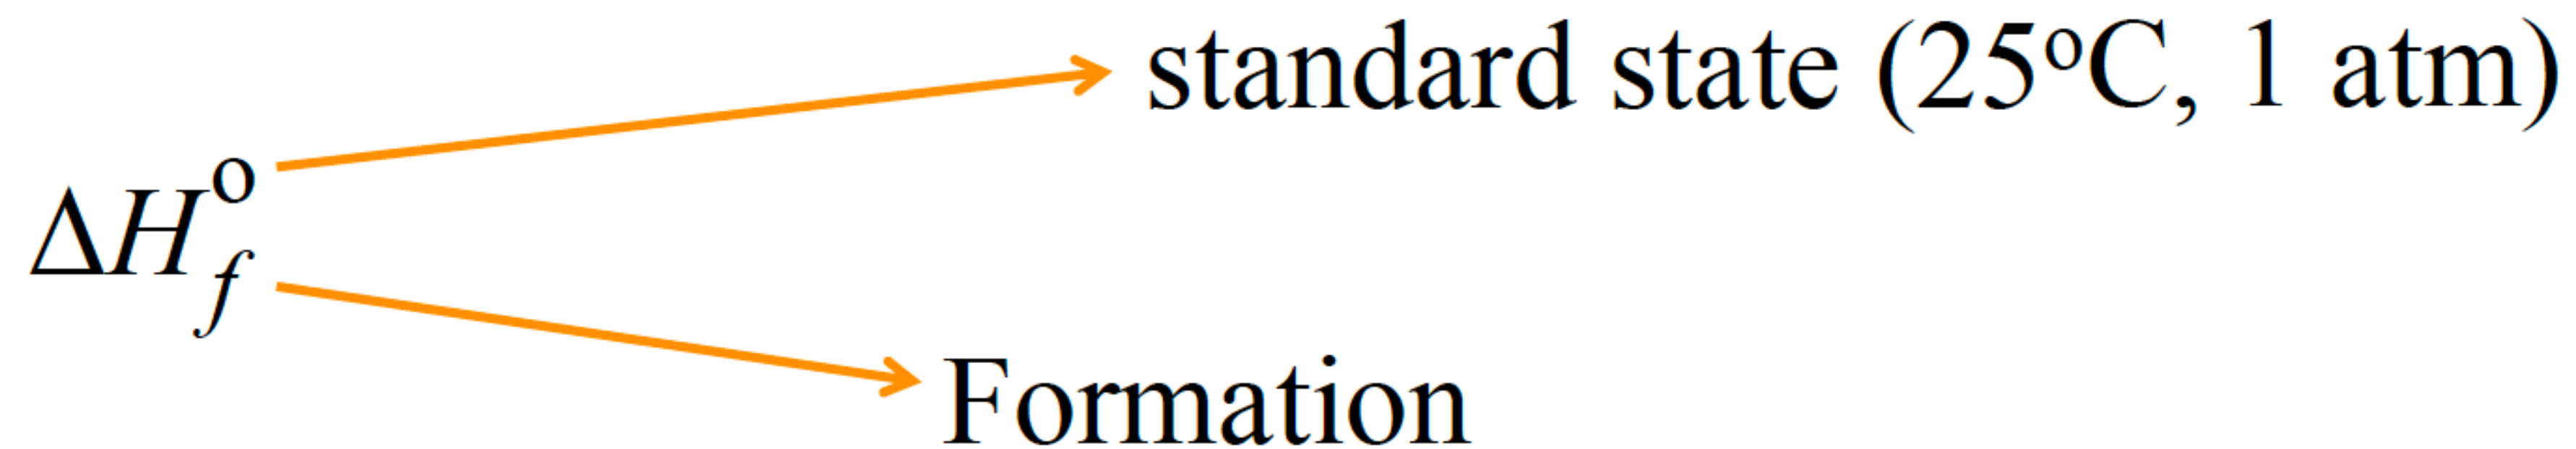 standard state (25°C, 1 atm)
ΔH°f
Formation